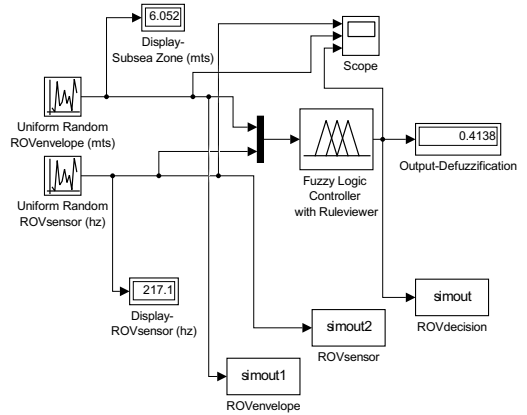 6.052
Display-
Subsea Zone (mts)
Scope
Uniform Random
ROVenvelope (mts)
Fuzzy Logic
Controller
with Ruleviewer
0.4138
Output-Defuzzification
Uniform Random
ROVsensor (hz)
217.1
Display-
ROVsensor (hz)
simout
ROVdecision
simout2
ROVsensor
simout1
ROVenvelope